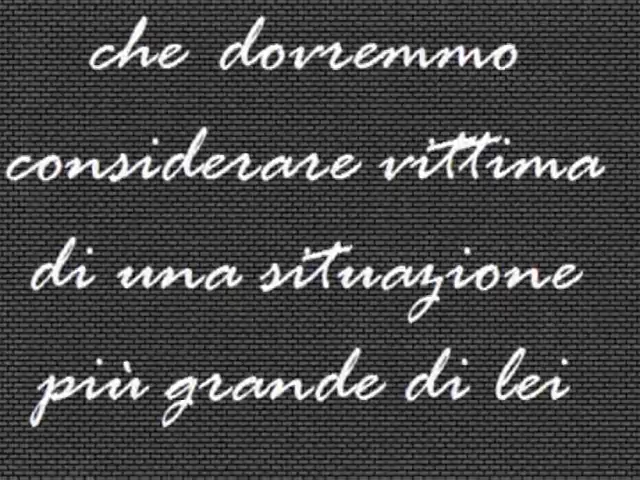 che dovremmo
considerare vittima
di una situazione
più grande di lei